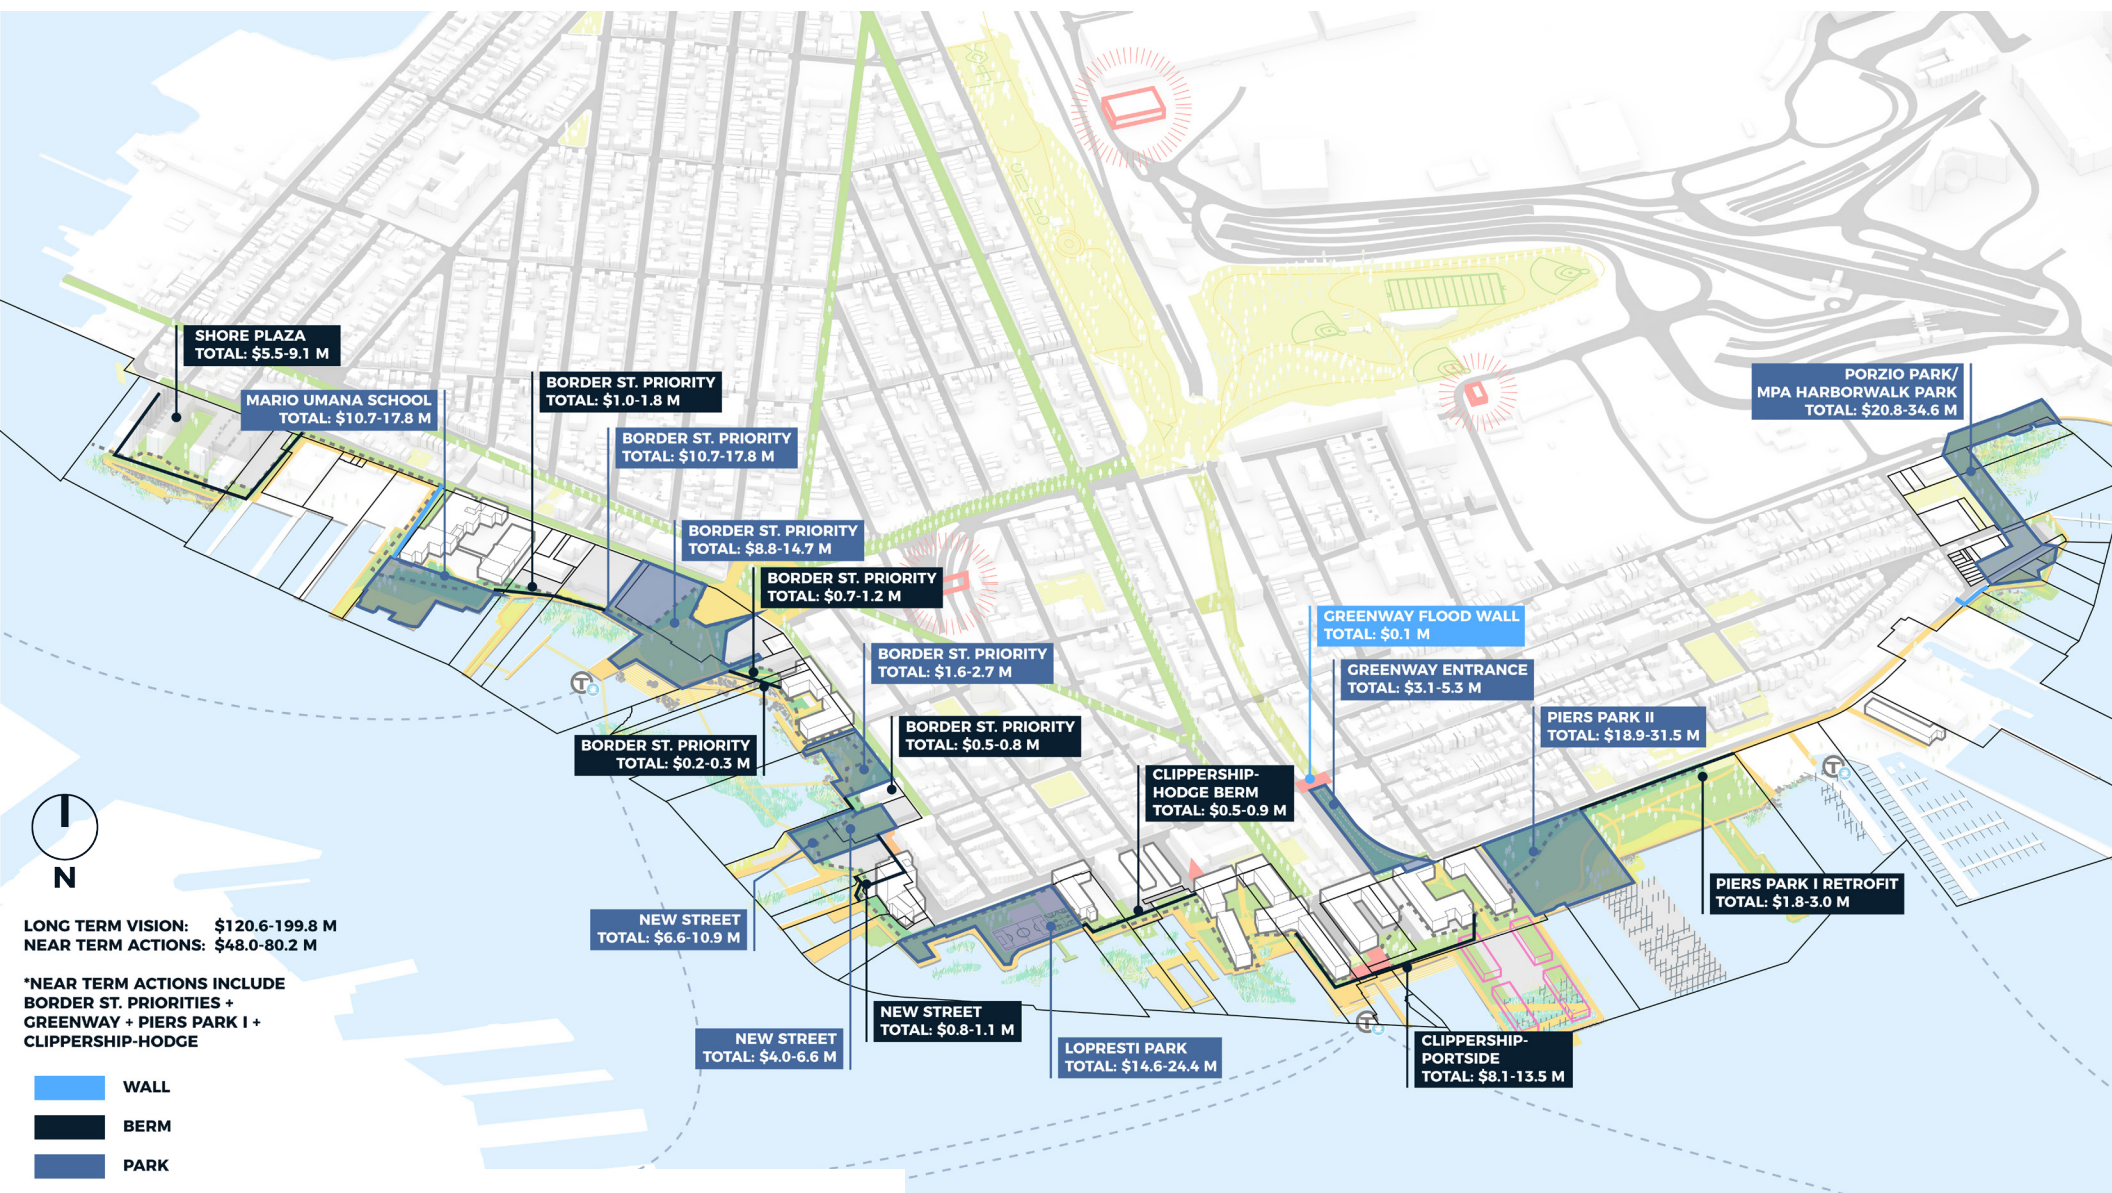 SHORE PLAZA
TOTAL: $5.5-9.1 M
MARIO UMANA SCHOOL
TOTAL: $10.7-17.8 M
BORDER ST. PRIORITY
TOTAL: $1.0-1.8 M
BORDER ST. PRIORITY
TOTAL: $10.7-17.8 M
BORDER ST. PRIORITY
TOTAL: $8.8-14.7 M
BORDER ST. PRIORITY
TOTAL: $0.7-1.2 M
BORDER ST. PRIORITY
TOTAL: $1.6-2.7 M
BORDER ST. PRIORITY
TOTAL: $0.5-0.8 M
BORDER ST. PRIORITY
TOTAL: $0.2-0.3 M
PORZIO PARK/
MPA HARBORWALK PARK
TOTAL: $20.8-34.6 M
GREENWAY FLOOD WALL
TOTAL: $0.1 M
GREENWAY ENTRANCE
TOTAL: $3.1-5.3 M
PIERS PARK II
TOTAL: $18.9-31.5 M
CLIPPERSHIP-
HODGE BERM
TOTAL: $0.5-0.9 M
PIERS PARK I RETROFIT
TOTAL: $1.8-3.0 M
NEW STREET
TOTAL: $6.6-10.9 M
NEW STREET
TOTAL: $0.8-1.1 M
NEW STREET
TOTAL: $4.0-6.6 M
LOPRESTI PARK
TOTAL: $14.6-24.4 M
CLIPPERSHIP-
PORTSIDE
TOTAL: $8.1-13.5 M
T
T
T
N
LONG TERM VISION: $120.6-199.8 M
NEAR TERM ACTIONS: $48.0-80.2 M
*NEAR TERM ACTIONS INCLUDE
BORDER ST. PRIORITIES +
GREENWAY + PIERS PARK I +
CLIPPERSHIP-HODGE
WALL
BERM
PARK